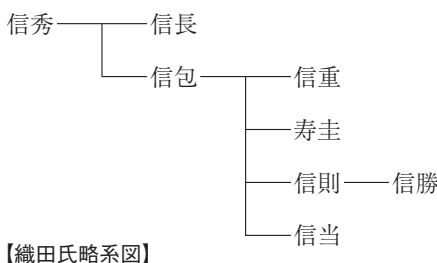 信秀 信長
信包 信重
寿圭
信則 信勝
信当
【織田氏略系図】